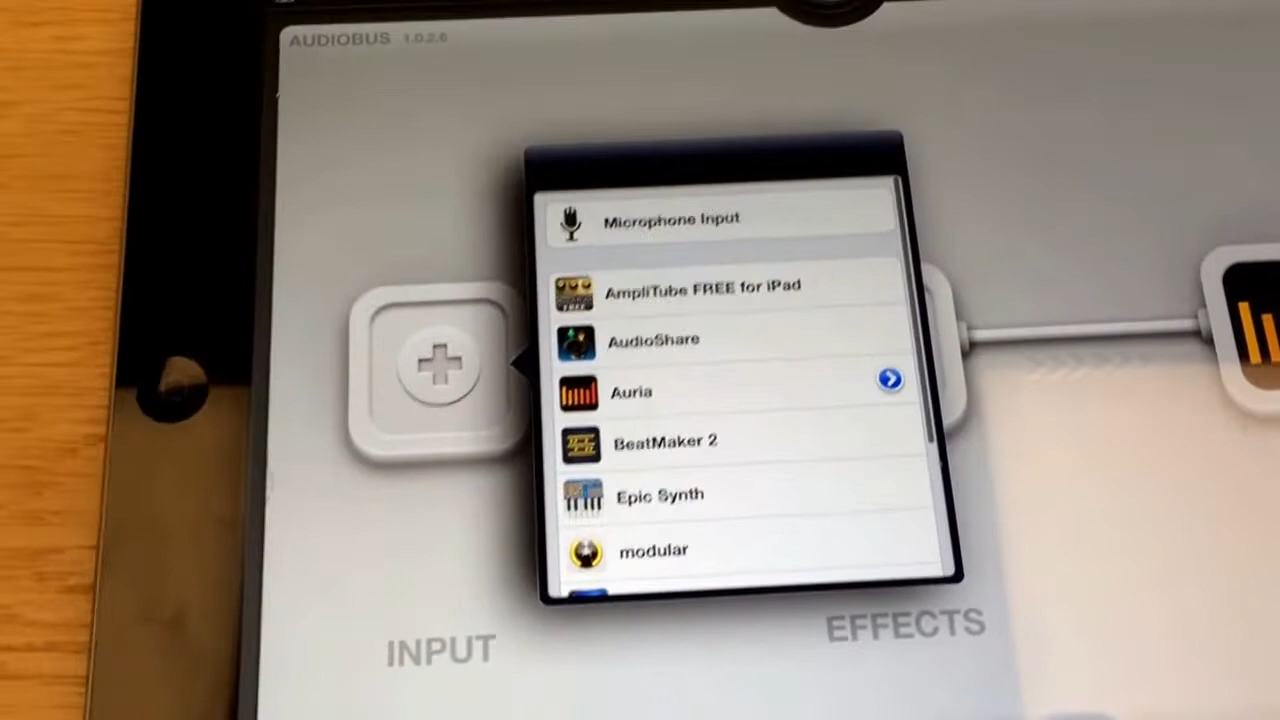 AUDIOBUS 1.0.2.6
Microphone Input
AmpliTube FREE for iPad
AudioShare
Auria
BeatMaker 2
Epic Synth
modular
INPUT
EFFECTS